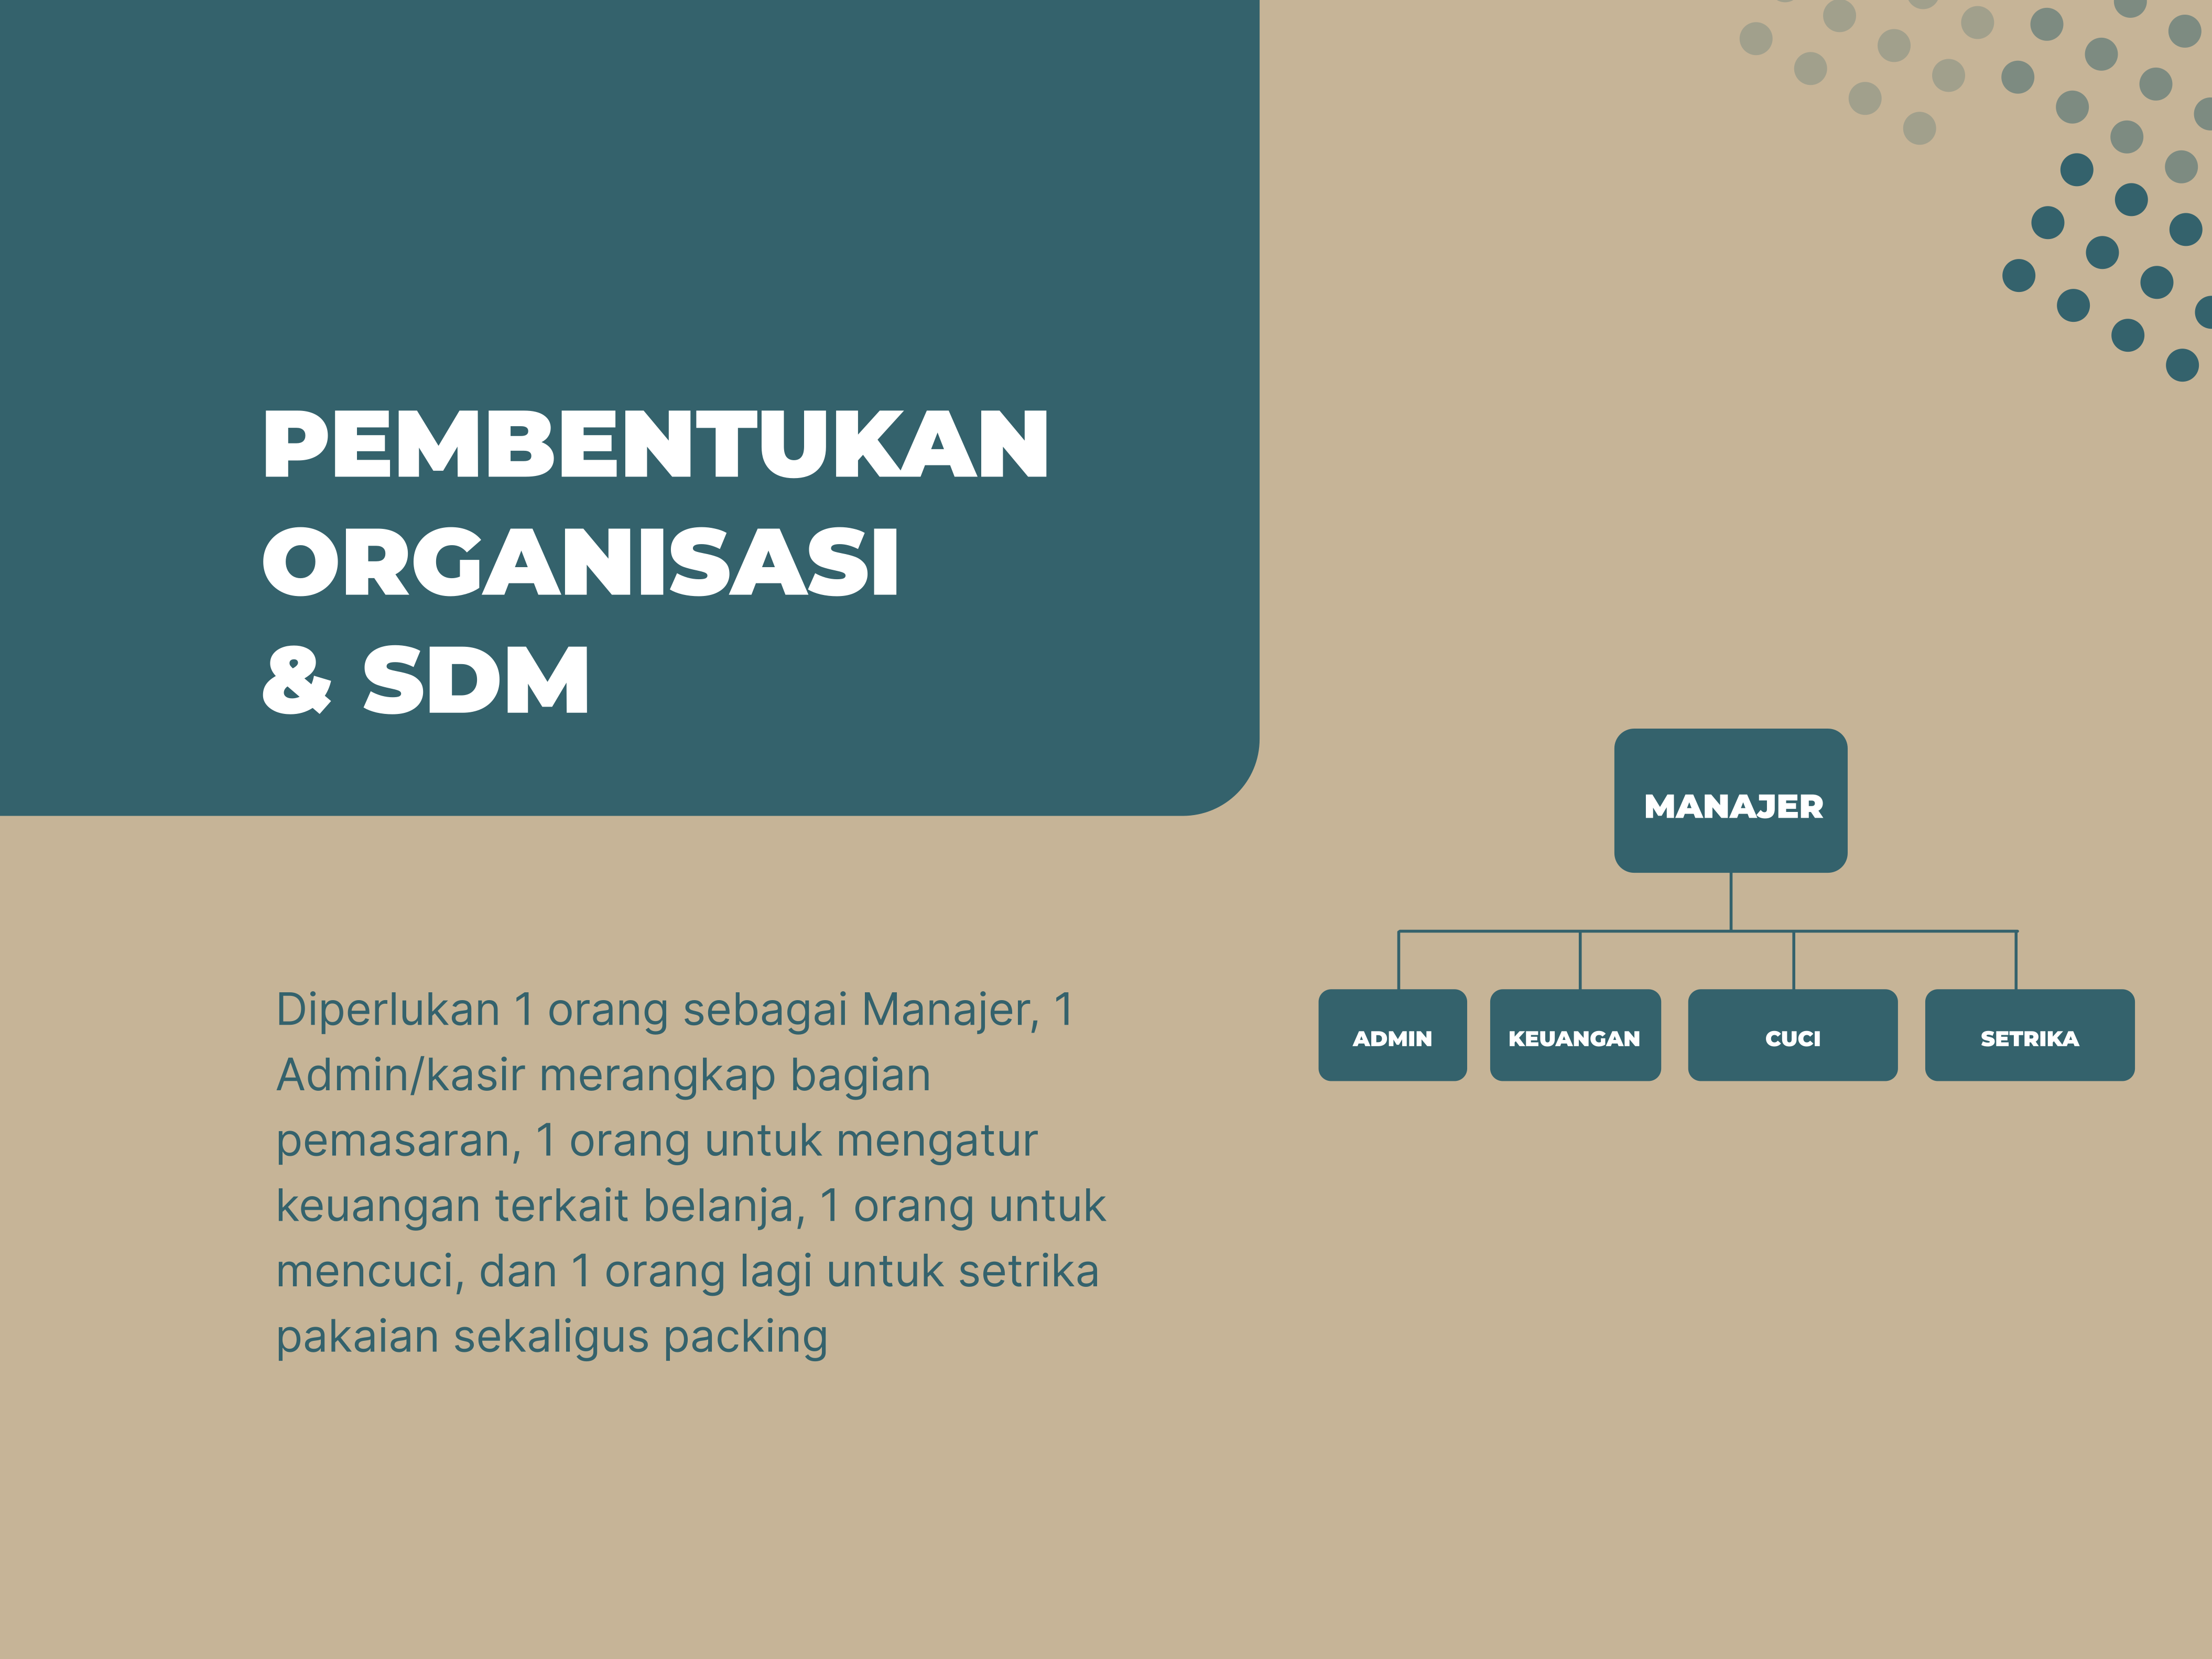 PEMBENTUKAN
ORGANISASI
& SDM
Diperlukan 1 orang sebagai Manajer, 1
Admin/kasir merangkap bagian
pemasaran, 1 orang untuk mengatur
keuangan terkait belanja, 1 orang untuk
mencuci, dan 1 orang lagi untuk setrika
pakaian sekaligus packing
MANAJER
ADMIN
KEUANGAN
CUCI
SETRIKA